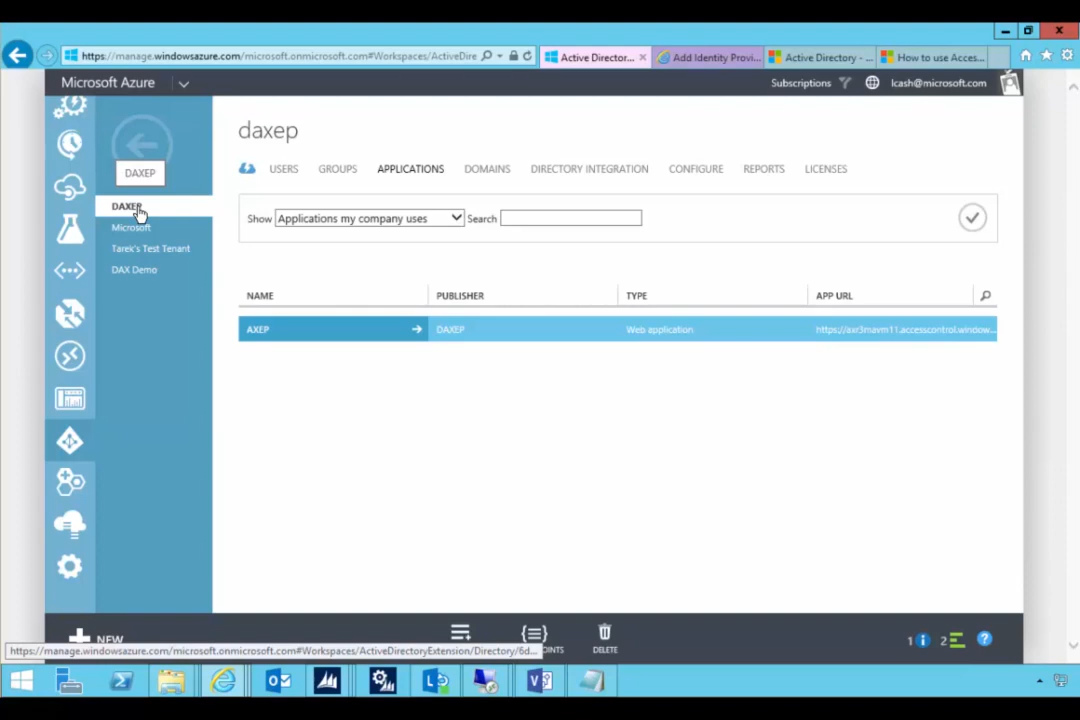 https://manage.windowsazure.com/microsoft.onmicrosoft.com#Workspaces/ActiveDire
Active Director...
Add Identity Provi...
Active Directory - ...
How to use Acces...
Microsoft Azure
Subscriptions
lcash@microsoft.com
daxep
DAXEP
USERS
GROUPS
APPLICATIONS
DOMAINS
DIRECTORY INTEGRATION
CONFIGURE
REPORTS
LICENSES
DAXEP
Microsoft
Tarek's Test Tenant
DAX Demo
Show
Applications my company uses
Search
NAME
PUBLISHER
TYPE
APP URL
AXEP
DAXEP
Web application
https://axr3mavm11.accesscontrol.window...
NEW
DELETE
1
2
https://manage.windowsazure.com/microsoft.onmicrosoft.com#Workspaces/ActiveDirectoryExtension/Directory/6d...